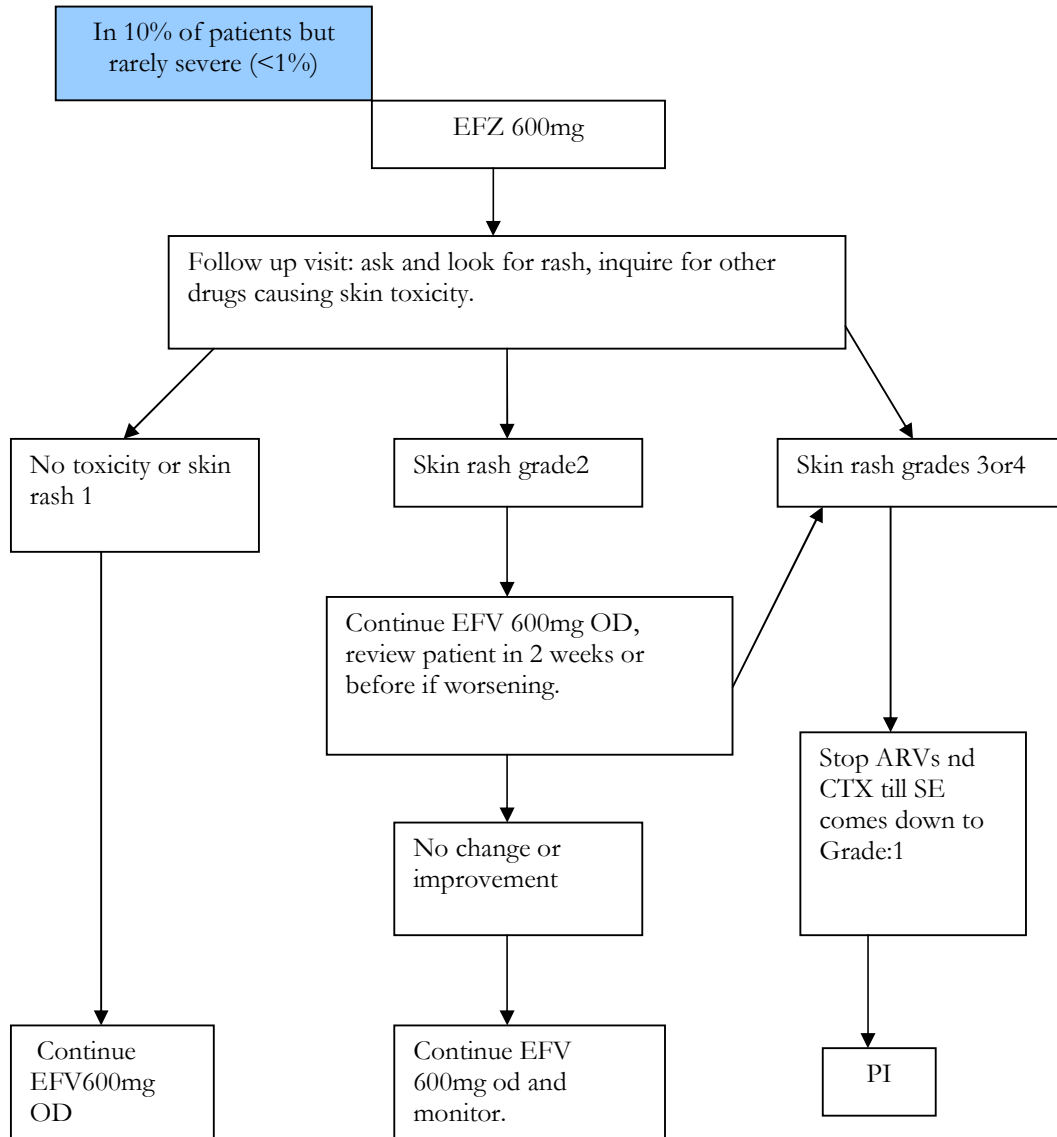 In 10% of patients but
rarely severe (<1%)
EFZ 600mg
Follow up visit: ask and look for rash, inquire for other
drugs causing skin toxicity.
No toxicity or skin
rash 1
Skin rash grade2
Skin rash grades 3or4
Continue EFV 600mg OD,
review patient in 2 weeks or
before if worsening.
Stop ARVs nd
CTX till SE
comes down to
Grade:1
No change or
improvement
Continue
EFV600mg
OD
Continue EFV
600mg od and
monitor.
PI